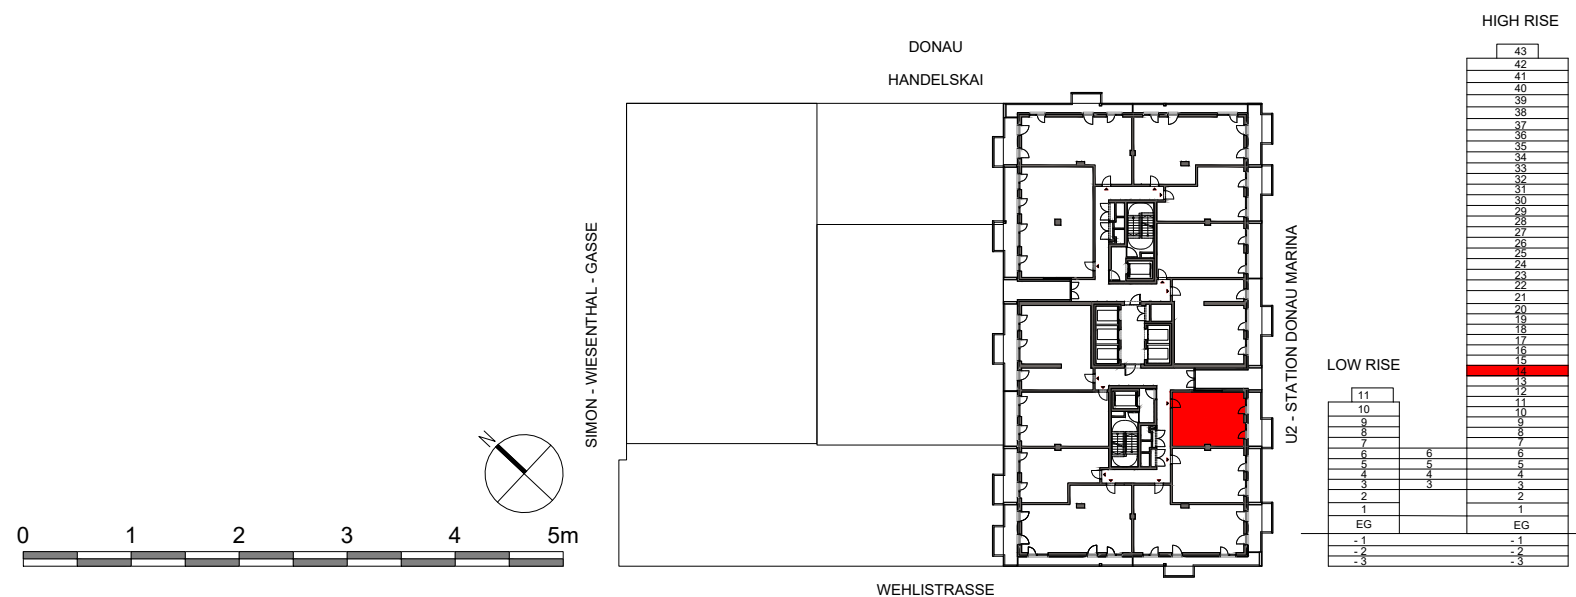 HIGH RISE
DONAU
HANDELSKAI
SIMON - WIESENTHAL - GASSE
U2 - STATION DONAU MARINA
WEHLISTRASSE
N
0 1 2 3 4 5m
LOW RISE
43
42
41
40
39
38
37
36
35
34
33
32
31
30
29
28
27
26
25
24
23
22
21
20
19
18
17
16
15
14
13
11 12
11
10 10
9 9
8 8
7 7
6 6 6
5 5 5
4 4 4
3 3 3
2 2
1 1
EG EG
- 1 - 1
- 2 - 2
- 3 - 3